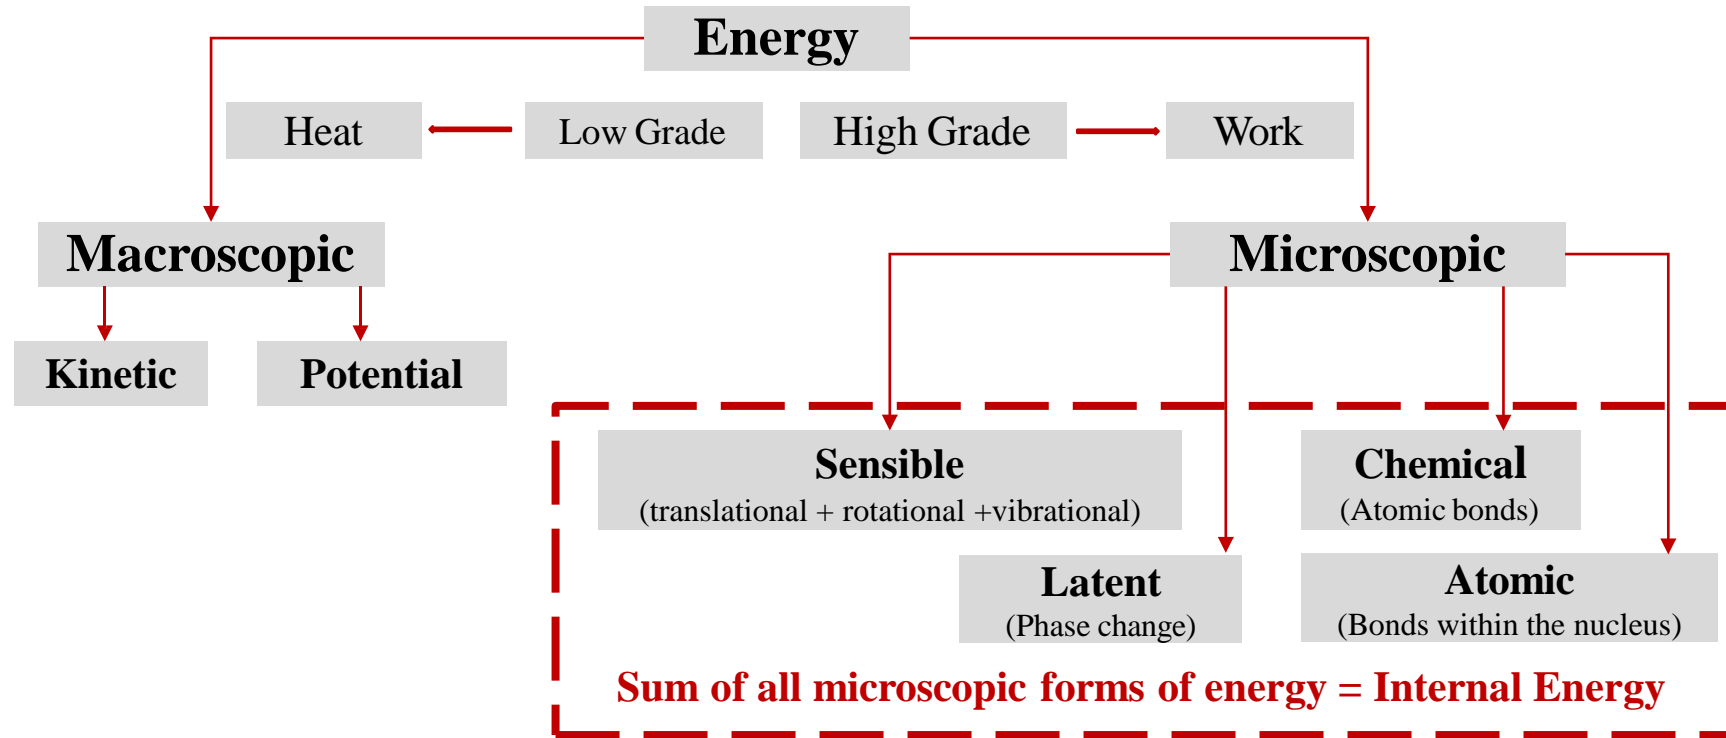 Energy
Heat
Low Grade
High Grade
Work
Macroscopic
Microscopic
Kinetic
Potential
Sensible
(translational + rotational +vibrational)
Chemical
(Atomic bonds)
Latent
(Phase change)
Atomic
(Bonds within the nucleus)
Sum of all microscopic forms of energy = Internal Energy